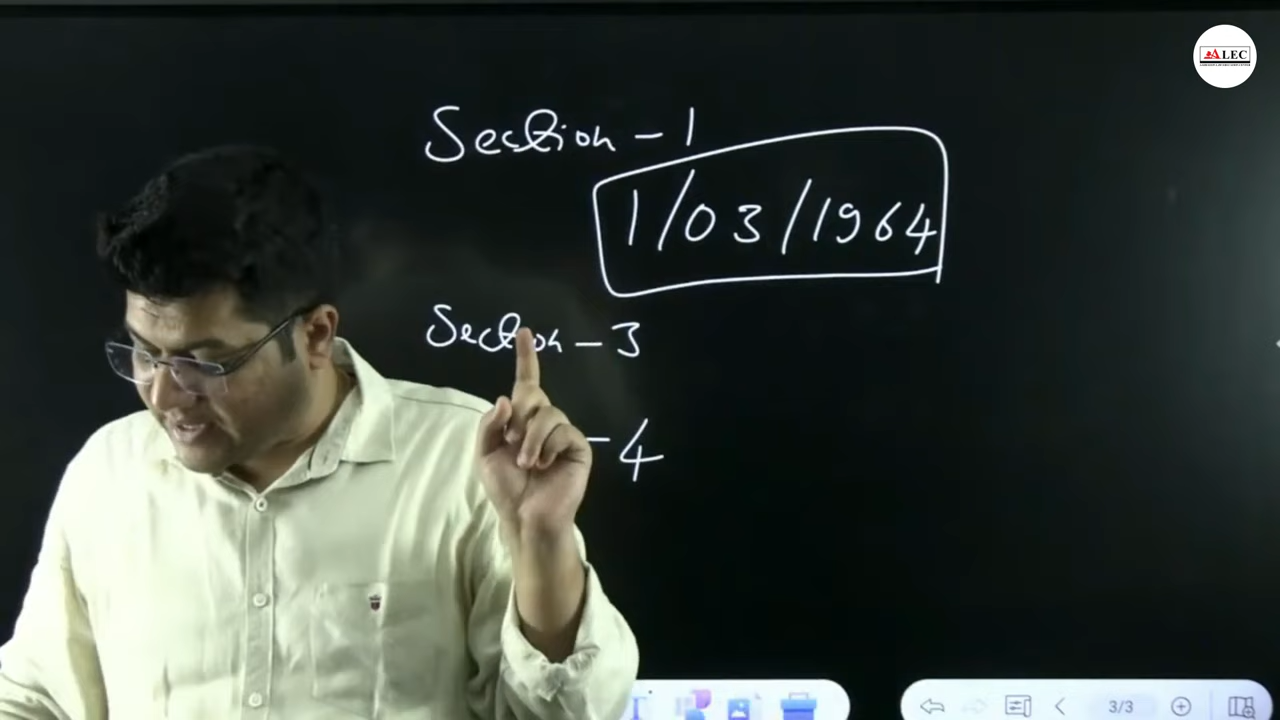 ALEC
Section - 1
1/03/1964
Section - 3
- 4
3/3